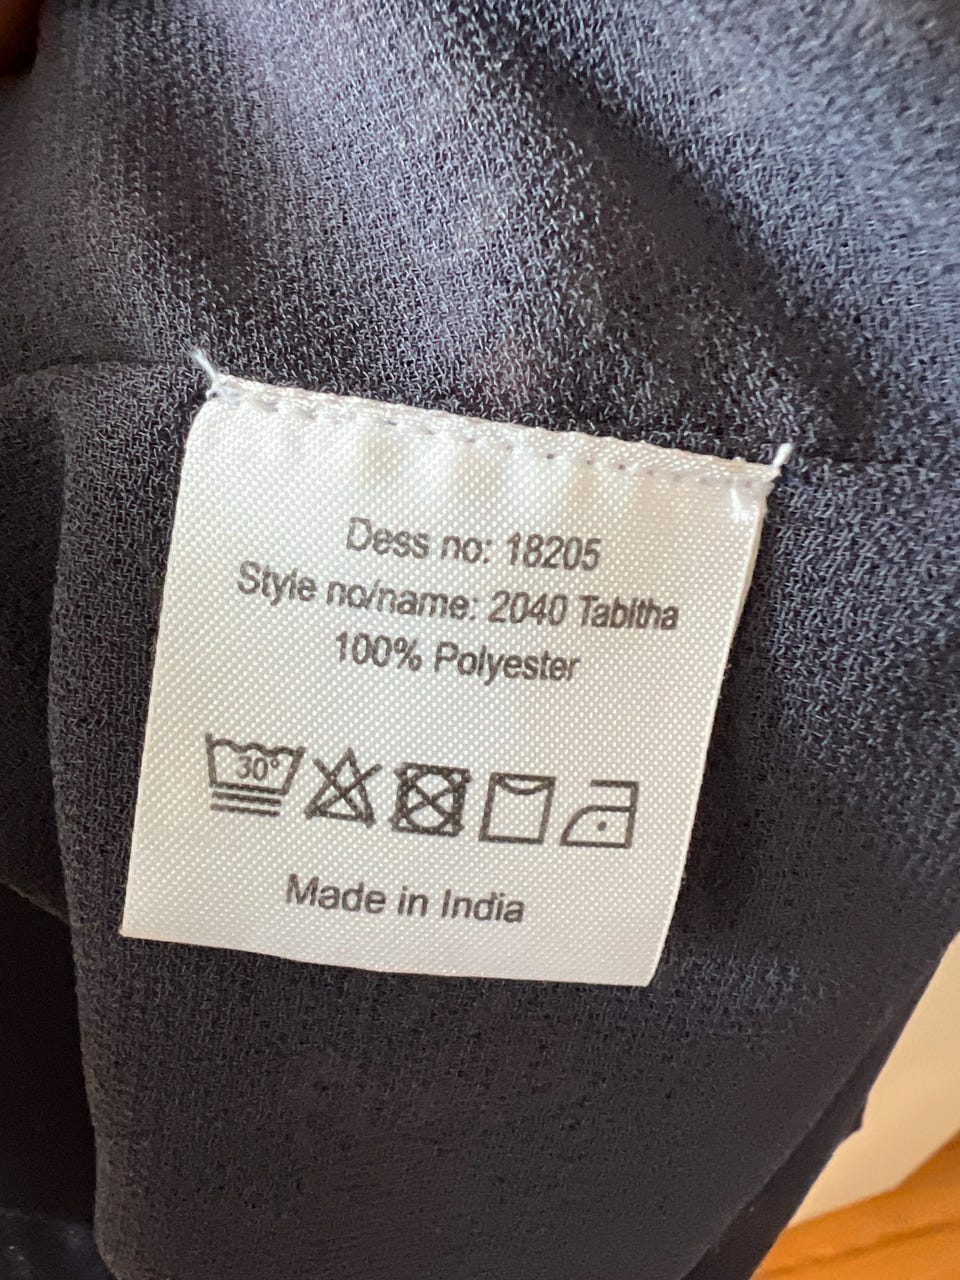 Dess no: 18205
Style no/name: 2040 Tabitha
100% Polyester
30°
Made in India